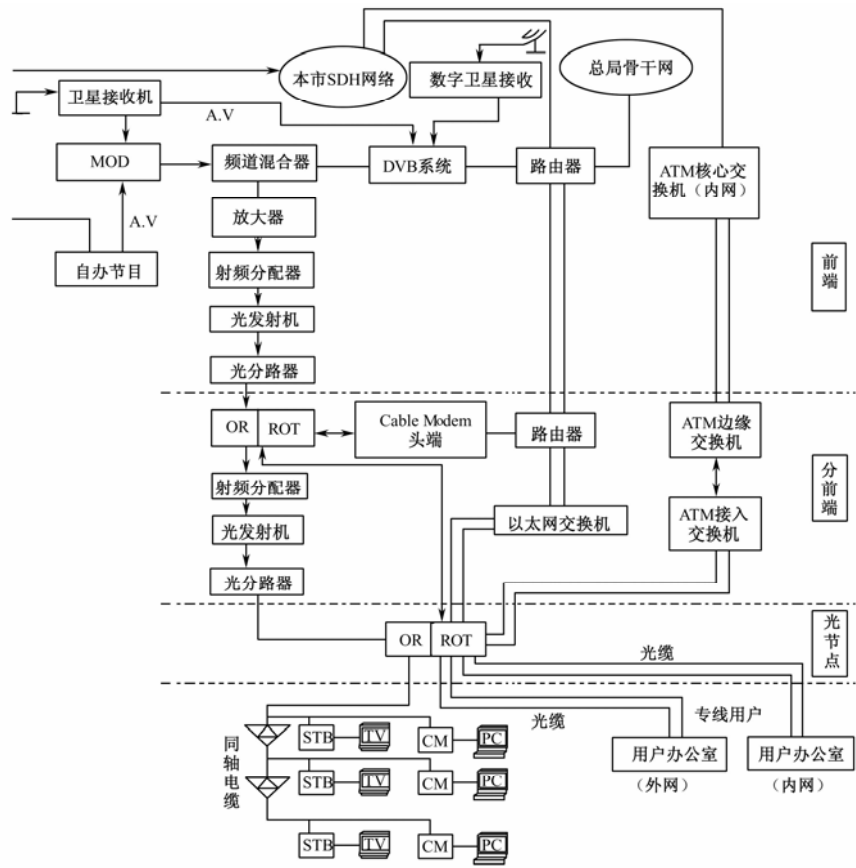 本市SDH网络
数字卫星接收
总局骨干网
卫星接收机
A.V
MOD
频道混合器
DVB系统
路由器
ATM核心交
换机（内网）
A.V
放大器
自办节目
射频分配器
前端
光发射机
光分路器
OR
ROT
Cable Modem
头端
路由器
ATM边缘
交换机
射频分配器
分前端
以太网交换机
ATM接入
交换机
光发射机
光分路器
OR
ROT
光节点
光缆
光缆
专线用户
同轴电缆
STB
TV
CM
PC
用户办公室
（外网）
用户办公室
（内网）
STB
TV
CM
PC
STB
TV
CM
PC